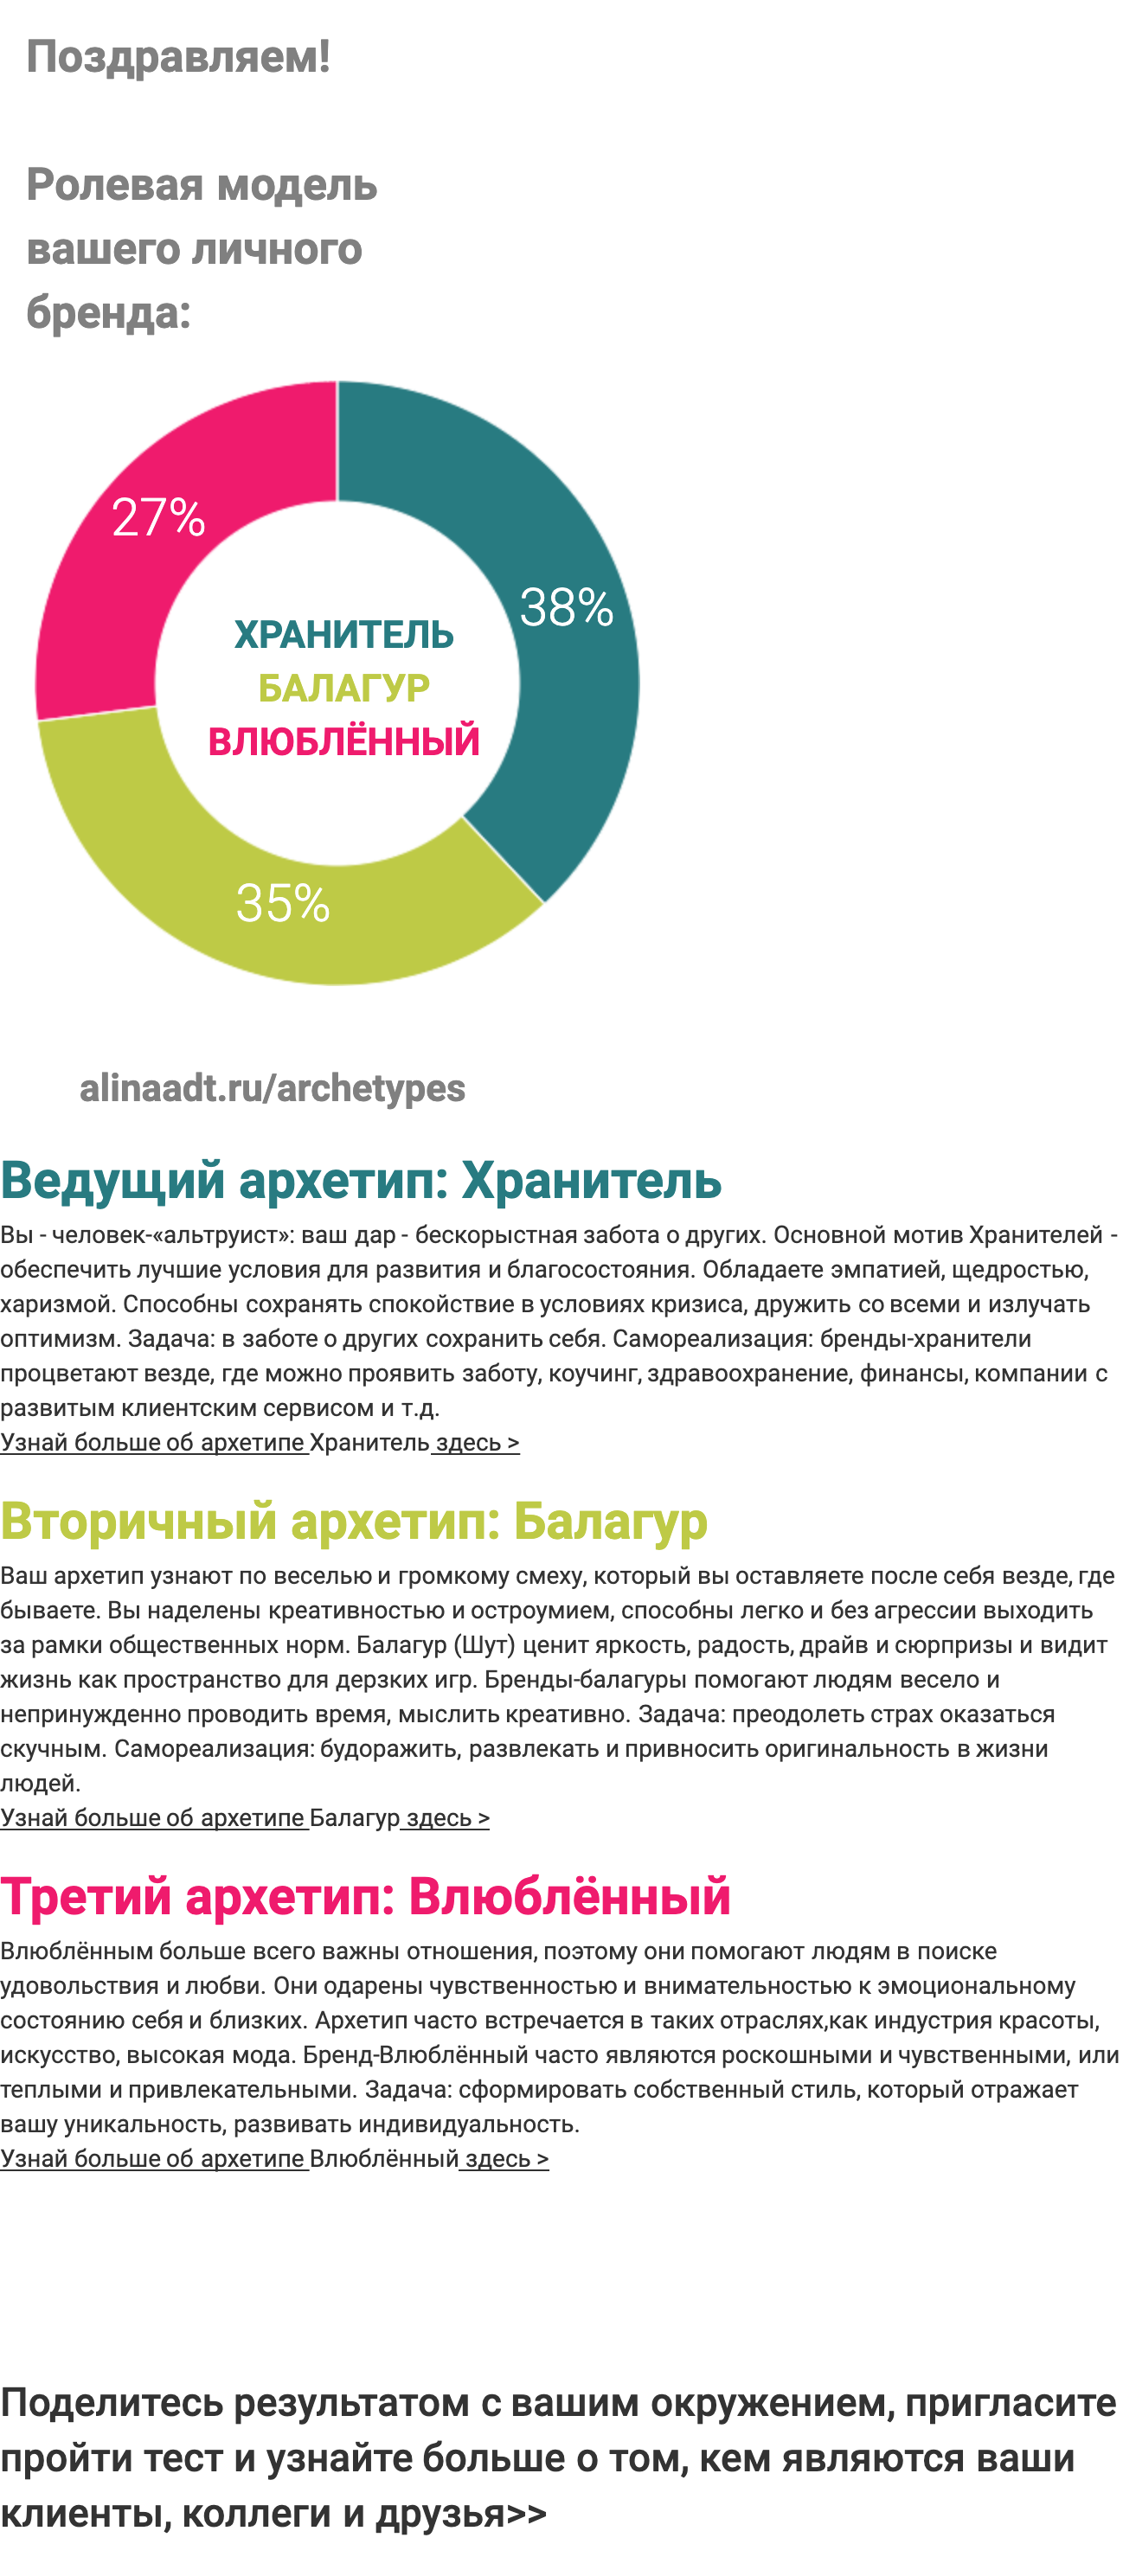 Поздравляем!
Ролевая модель
вашего личного
бренда:
27%
38%
ХРАНИТЕЛЬ
БАЛАГУР
ВЛЮБЛЁННЫЙ
35%
alinaadt.ru/archetypes
Ведущий архетип: Хранитель
Вы - человек-«альтруист»: ваш дар - бескорыстная забота о других. Основной мотив Хранителей -
обеспечить лучшие условия для развития и благосостояния. Обладаете эмпатией, щедростью,
харизмой. Способны сохранять спокойствие в условиях кризиса, дружить со всеми и излучать
оптимизм. Задача: в заботе о других сохранить себя. Самореализация: бренды-хранители
процветают везде, где можно проявить заботу, коучинг, здравоохранение, финансы, компании с
развитым клиентским сервисом и т.д.
Узнай больше об архетипе Хранитель здесь >
Вторичный архетип: Балагур
Ваш архетип узнают по веселью и громкому смеху, который вы оставляете после себя везде, где
бываете. Вы наделены креативностью и остроумием, способны легко и без агрессии выходить
за рамки общественных норм. Балагур (Шут) ценит яркость, радость, драйв и сюрпризы и видит
жизнь как пространство для дерзких игр. Бренды-балагуры помогают людям весело и
непринужденно проводить время, мыслить креативно. Задача: преодолеть страх оказаться
скучным. Самореализация: будоражить, развлекать и привносить оригинальность в жизни
людей.
Узнай больше об архетипе Балагур здесь >
Третий архетип: Влюблённый
Влюблённым больше всего важны отношения, поэтому они помогают людям в поиске
удовольствия и любви. Они одарены чувственностью и внимательностью к эмоциональному
состоянию себя и близких. Архетип часто встречается в таких отраслях,как индустрия красоты,
искусство, высокая мода. Бренд-Влюблённый часто являются роскошными и чувственными, или
теплыми и привлекательными. Задача: сформировать собственный стиль, который отражает
вашу уникальность, развивать индивидуальность.
Узнай больше об архетипе Влюблённый здесь >
Поделитесь результатом с вашим окружением, пригласите
пройти тест и узнайте больше о том, кем являются ваши
клиенты, коллеги и друзья>>